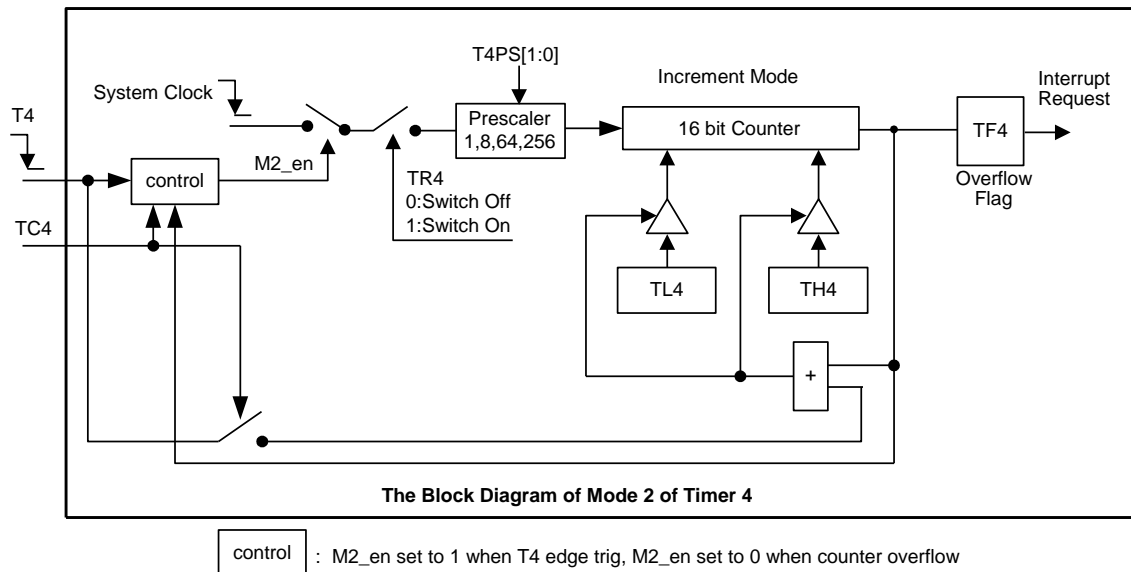 T4PS[1:0]
Increment Mode
Interrupt
Request
System Clock
T4
Prescaler
1,8,64,256
16 bit Counter
TF4
M2_en
control
TR4
0:Switch Off
1:Switch On
Overflow
Flag
TC4
TL4
TH4
+
The Block Diagram of Mode 2 of Timer 4
control : M2_en set to 1 when T4 edge trig, M2_en set to 0 when counter overflow